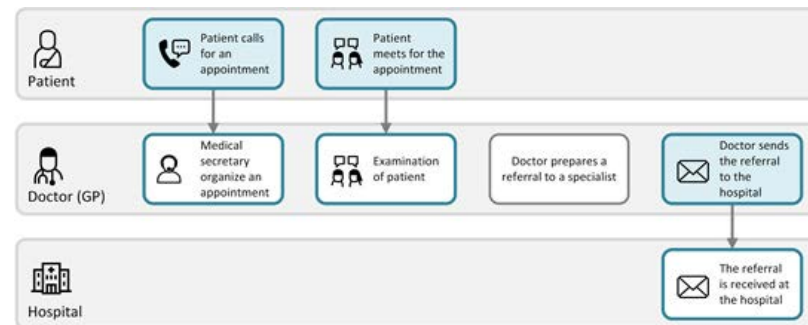 Patient
Patient calls
for an
appointment
Patient
meets for the
appointment
Doctor (GP)
Medical
secretary
organize an
appointment
Examination
of patient
Doctor prepares a
referral to a specialist
Doctor sends
the referral
to the
hospital
Hospital
The referral
is received at
the hospital